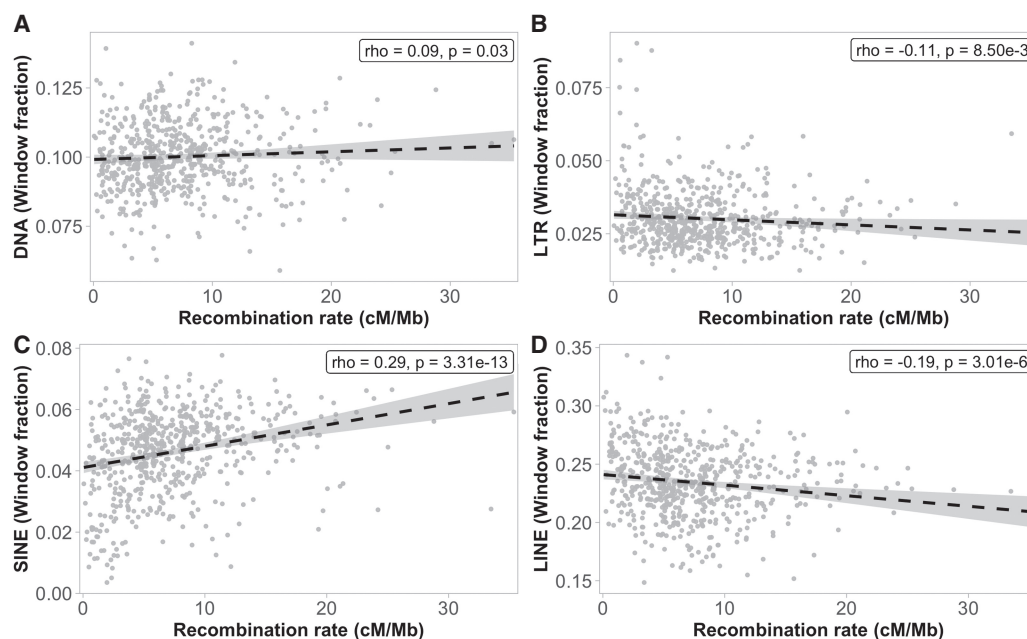 A
rho = 0.09, p = 0.03
DNA (Window fraction)
0.125
0.100
0.075
0 10 20 30
Recombination rate (cM/Mb)
B
rho = -0.11, p = 8.50e-3
LTR (Window fraction)
0.075
0.050
0.025
0 10 20 30
Recombination rate (cM/Mb)
C
rho = 0.29, p = 3.31e-13
SINE (Window fraction)
0.08
0.06
0.04
0.02
0.00
0 10 20 30
Recombination rate (cM/Mb)
D
rho = -0.19, p = 3.01e-6
LINE (Window fraction)
0.35
0.30
0.25
0.20
0.15
0 10 20 30
Recombination rate (cM/Mb)